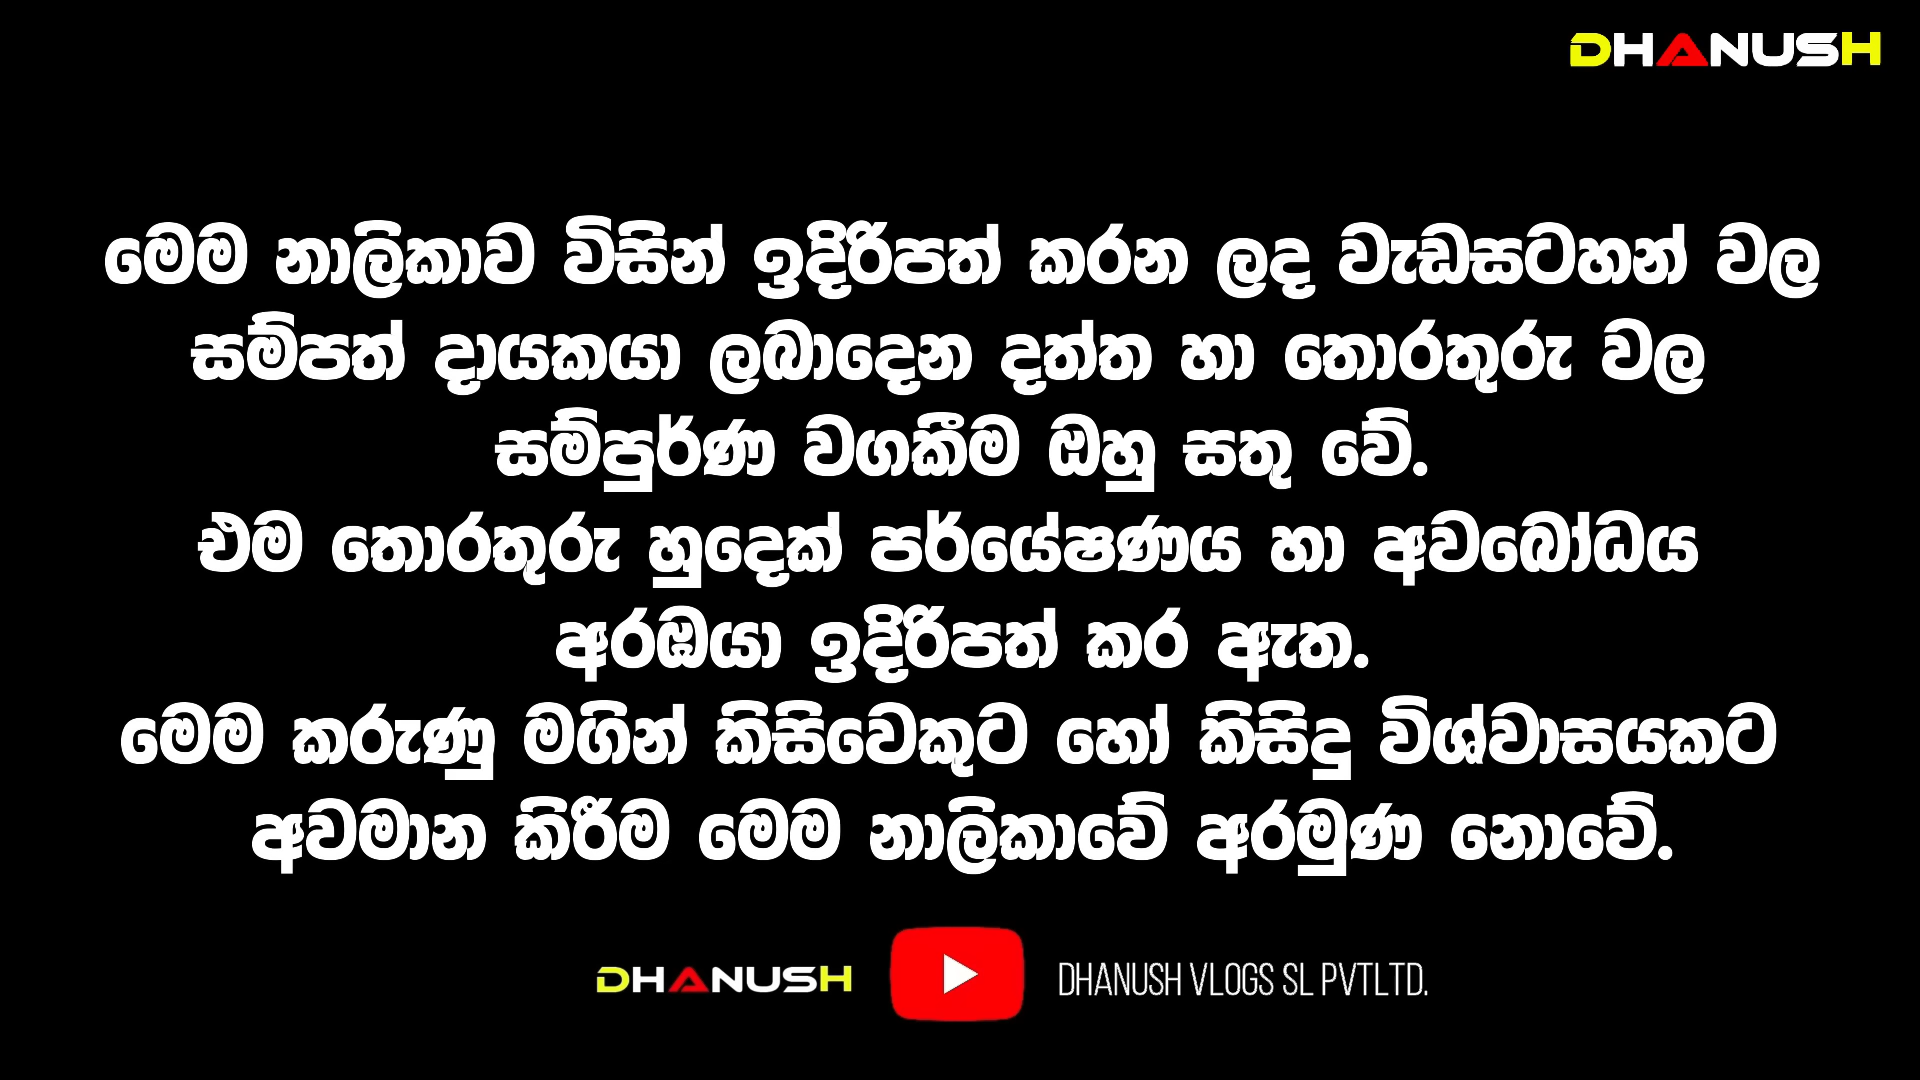 DHANUSH
මෙම නාලිකාව විසින් ඉදිරිපත් කරන ලද වැඩසටහන් වල
සම්පත් දායකයා ලබාදෙන දත්ත හා තොරතුරු වල
සම්පුර්ණ වගකීම ඔහු සතු වේ.
එම තොරතුරු හුදෙක් පර්යේෂණය හා අවබෝධය
අරඹයා ඉදිරිපත් කර ඇත.
මෙම කරුණු මගින් කිසිවෙකුට හෝ කිසිදු විශ්වාසයකට
අවමාන කිරීම මෙම නාලිකාවේ අරමුණ නොවේ.
DHANUSH DHANUSH VLOGS SL PVTLTD.